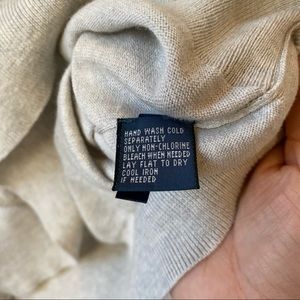 HAND WASH COLD
SEPARATELY
ONLY NON-CHLORINE
BLEACH WHEN NEEDED
LAY FLAT TO DRY
COOL IRON
IF NEEDED